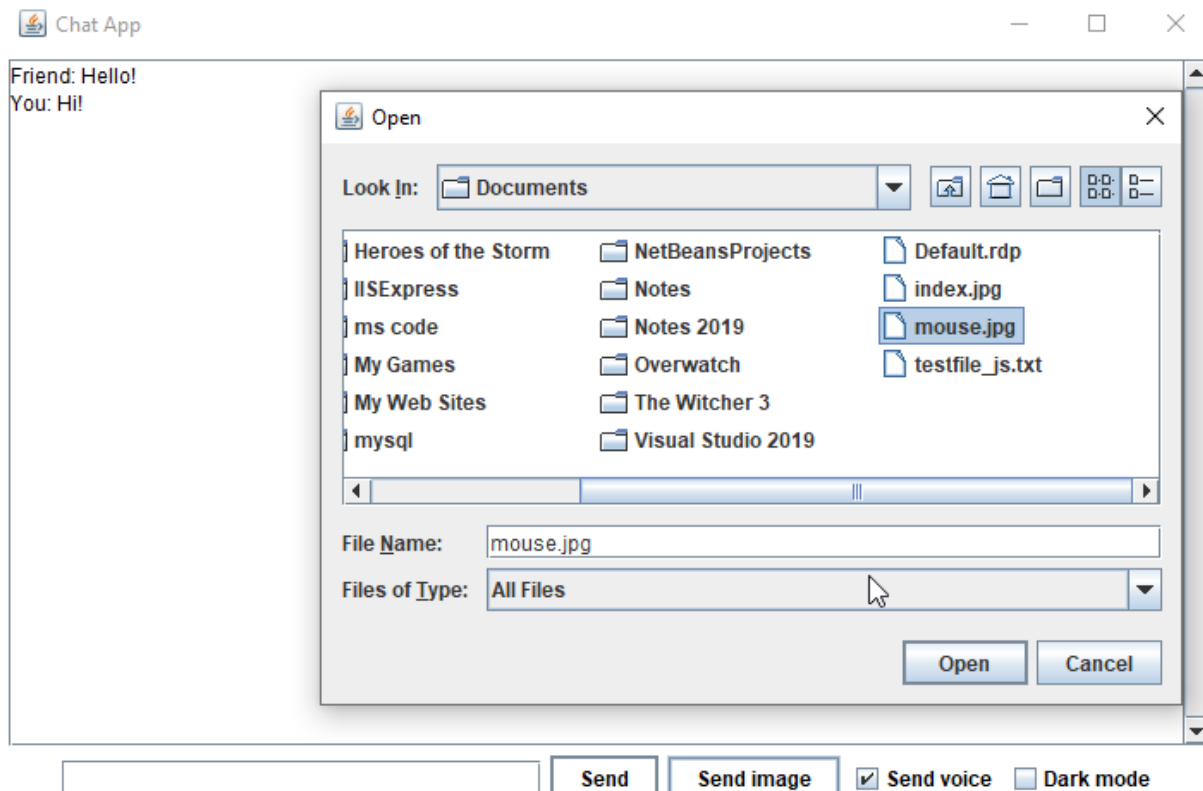 Chat App
Friend: Hello!
You: Hi!
Open
Look In: Documents
Heroes of the Storm NetBeansProjects Default.rdp
IISExpress Notes index.jpg
ms code Notes 2019 mouse.jpg
My Games Overwatch testfile_js.txt
My Web Sites The Witcher 3
mysql Visual Studio 2019
File Name: mouse.jpg
Files of Type: All Files
Open Cancel
Send Send image Send voice Dark mode